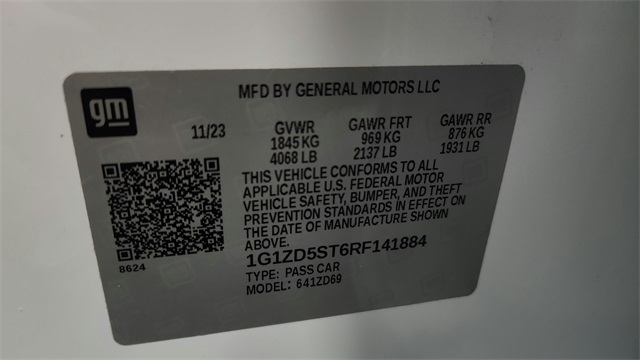 gm
MFD BY GENERAL MOTORS LLC
11/23 GVWR GAWR FRT GAWR RR
1845 KG 969 KG 876 KG
4068 LB 2137 LB 1931 LB
THIS VEHICLE CONFORMS TO ALL
APPLICABLE U.S. FEDERAL MOTOR
VEHICLE SAFETY, BUMPER, AND THEFT
PREVENTION STANDARDS IN EFFECT ON
THE DATE OF MANUFACTURE SHOWN
ABOVE.
8624
1G1ZD5ST6RF141884
TYPE: PASS CAR
MODEL: 641ZD69